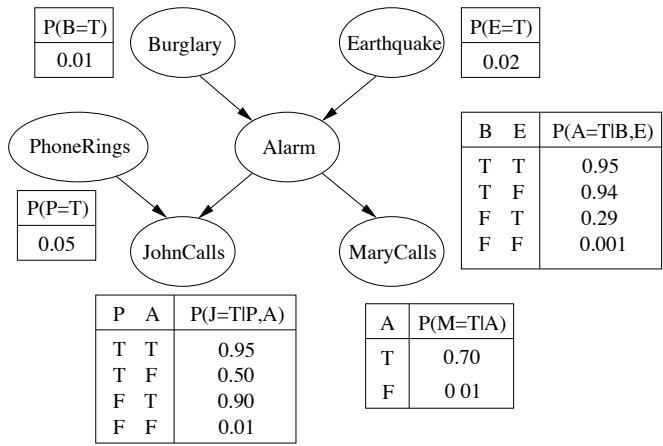 P(B=T)
0.01
Burglary
Earthquake
P(E=T)
0.02
PhoneRings
Alarm
P(P=T)
0.05
B E P(A=T|B,E)
T T 0.95
T F 0.94
F T 0.29
F F 0.001
JohnCalls
MaryCalls
P A P(J=T|P,A)
T T 0.95
T F 0.50
F T 0.90
F F 0.01
A P(M=T|A)
T 0.70
F 0 01